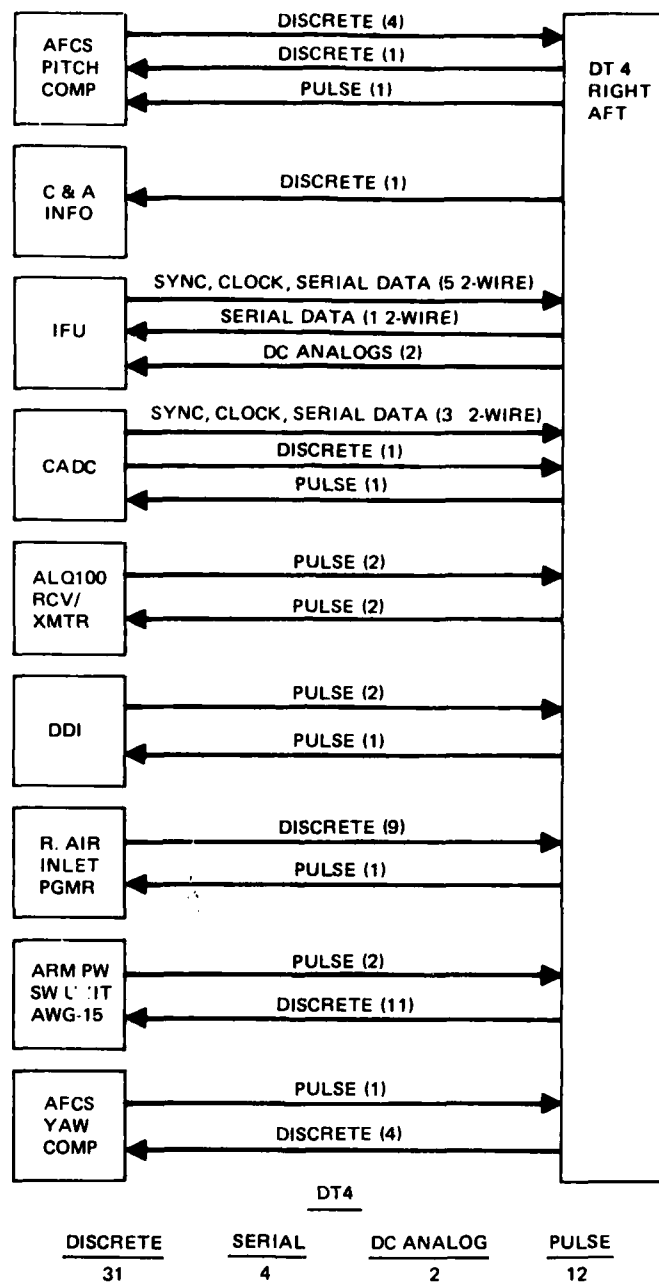 DISCRETE (4)
AFCS
PITCH
COMP
DISCRETE (1)
PULSE (1)
DT 4
RIGHT
AFT
C & A
INFO
DISCRETE (1)
IFU
SYNC, CLOCK, SERIAL DATA (5 2-WIRE)
SERIAL DATA (1 2-WIRE)
DC ANALOGS (2)
CADC
SYNC, CLOCK, SERIAL DATA (3 2-WIRE)
DISCRETE (1)
PULSE (1)
ALQ100
RCV/
XMTR
PULSE (2)
PULSE (2)
DDI
PULSE (2)
PULSE (1)
R. AIR
INLET
PGMR
DISCRETE (9)
PULSE (1)
ARM PW
SW
AWG-15
PULSE (2)
DISCRETE (11)
AFCS
YAW
COMP
PULSE (1)
DISCRETE (4)
DT4
DISCRETE SERIAL DC ANALOG PULSE
31 4 2 12